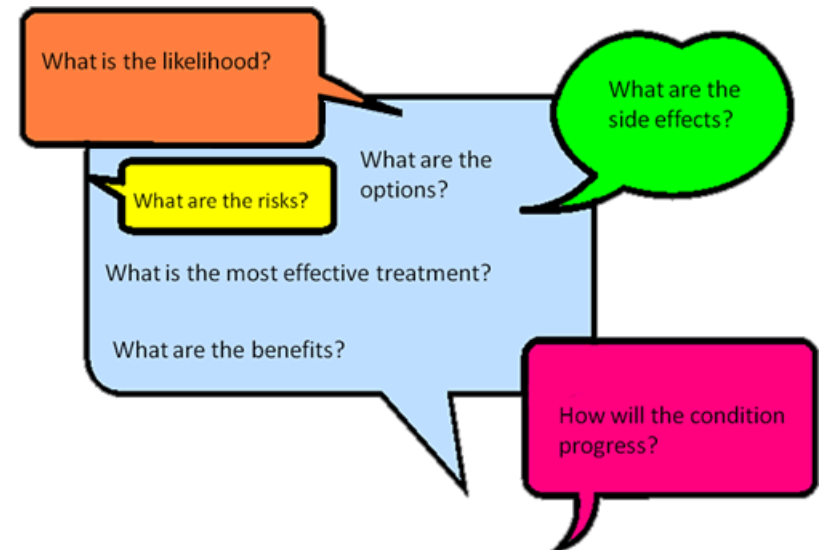 What is the likelihood?
What are the
side effects?
What are the
options?
What are the risks?
What is the most effective treatment?
What are the benefits?
How will the condition
progress?